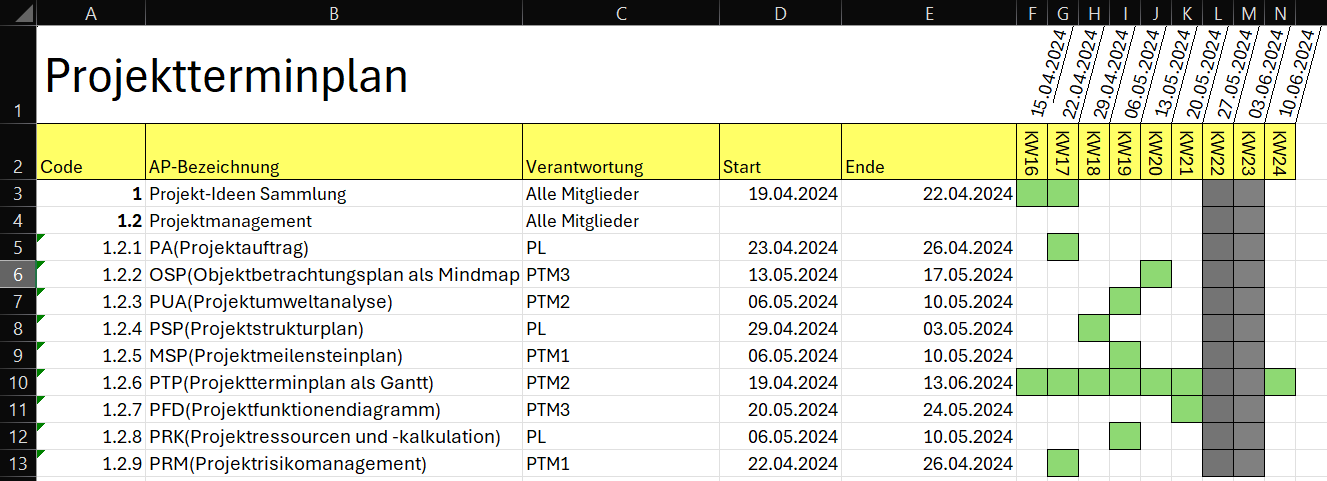 A B C D E F G H I J K L M N
1 Projektterminplan 15.04.2024 22.04.2024 29.04.2024 06.05.2024 13.05.2024 20.05.2024 27.05.2024 03.06.2024 10.06.2024
2 Code AP-Bezeichnung Verantwortung Start Ende KW16 KW17 KW18 KW19 KW20 KW21 KW22 KW23 KW24
3 1 Projekt-Ideen Sammlung Alle Mitglieder 19.04.2024 22.04.2024
4 1.2 Projektmanagement Alle Mitglieder
5 1.2.1 PA(Projektauftrag) PL 23.04.2024 26.04.2024
6 1.2.2 OSP(Objektbetrachtungsplan als Mindmap PTM3 13.05.2024 17.05.2024
7 1.2.3 PUA(Projektumweltanalyse) PTM2 06.05.2024 10.05.2024
8 1.2.4 PSP(Projektstrukturplan) PL 29.04.2024 03.05.2024
9 1.2.5 MSP(Projektmeilensteinplan) PTM1 06.05.2024 10.05.2024
10 1.2.6 PTP(Projektterminplan als Gantt) PTM2 19.04.2024 13.06.2024
11 1.2.7 PFD(Projektfunktionendiagramm) PTM3 20.05.2024 24.05.2024
12 1.2.8 PRK(Projektressourcen und -kalkulation) PL 06.05.2024 10.05.2024
13 1.2.9 PRM(Projektrisikomanagement) PTM1 22.04.2024 26.04.2024